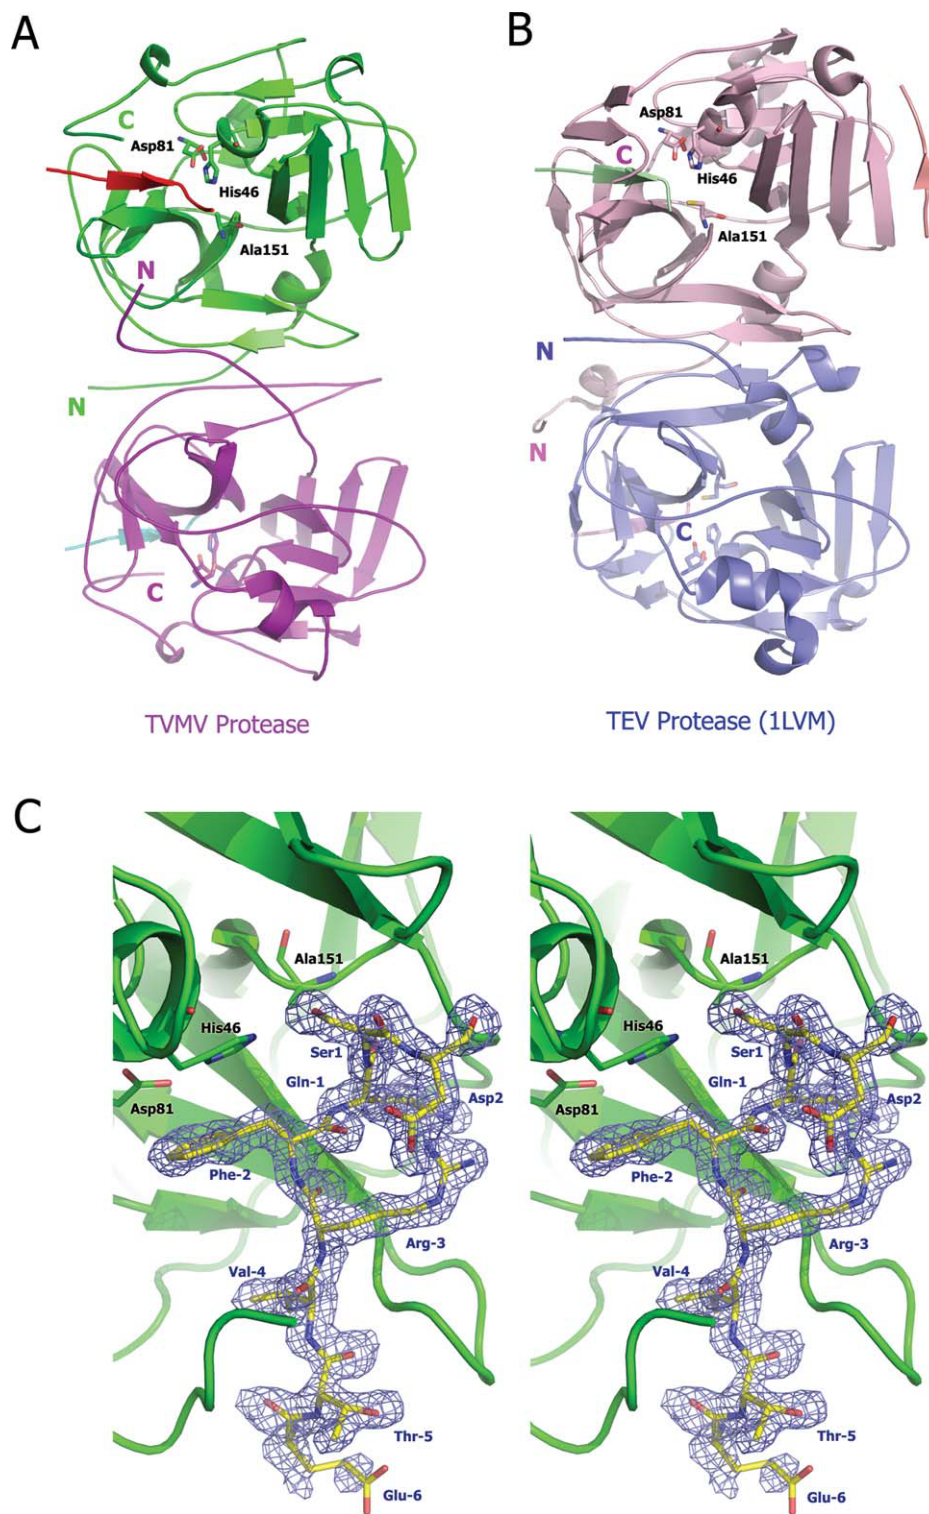 A
B
C
Asp81
His46
Ala151
N
N
C
TVMV Protease
Asp81
C
His46
Ala151
N
N
C
TEV Protease (1LVM)
C
Ala151
His46
Ser1
Gln-1
Asp81
Asp2
Phe-2
Arg-3
Val-4
Thr-5
Glu-6
Ala151
His46
Ser1
Gln-1
Asp81
Asp2
Phe-2
Arg-3
Val-4
Thr-5
Glu-6